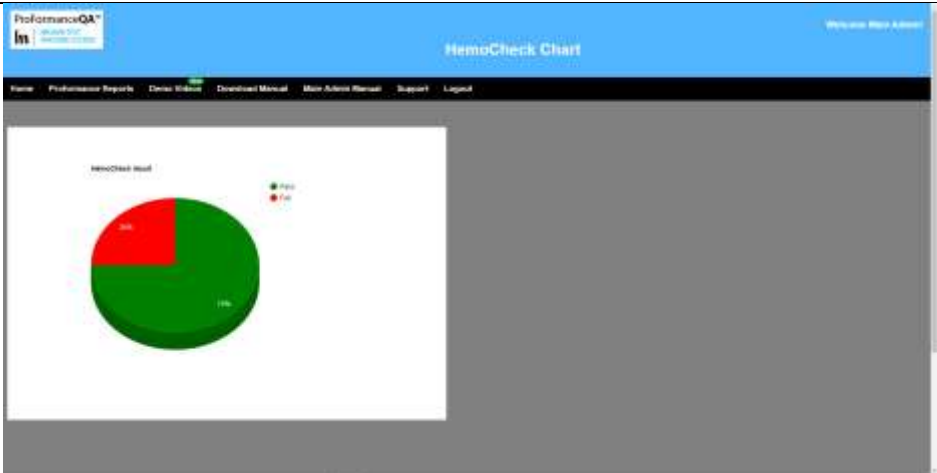 ProformanceQA™
Welcome Main Admin!
HemoCheck Chart
Home Proformance Reports Demo Videos Download Manual Main Admin Manual Support Logout
HemoCheck Result
Pass
Fail
25%
75%